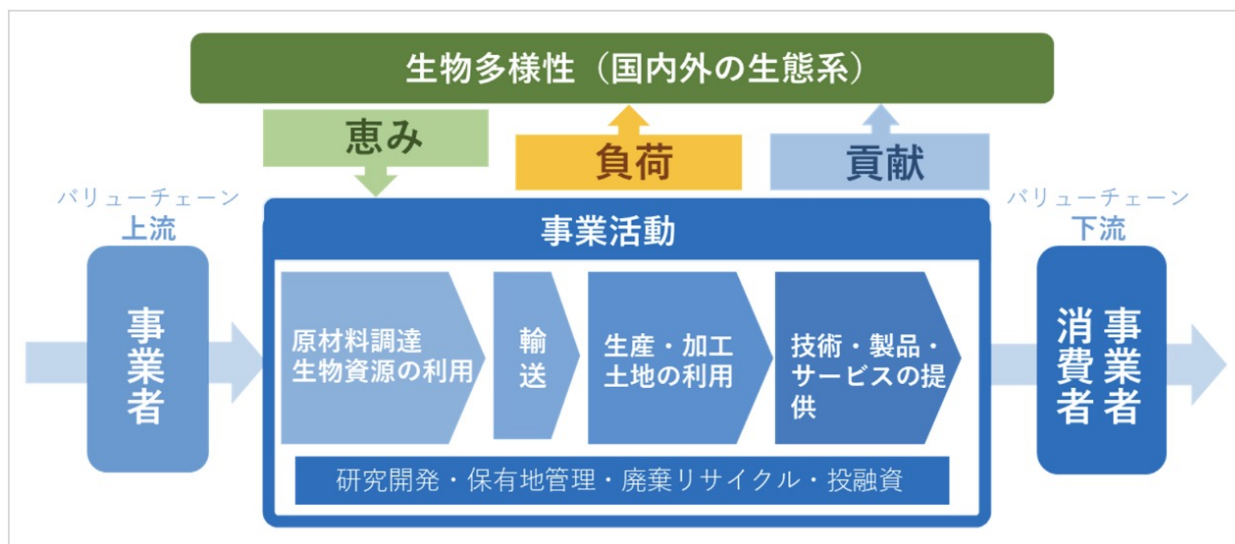 生物多様性（国内外の生態系）
恵み
負荷
貢献
バリューチェーン
上流
事業者
事業活動
原材料調達
生物資源の利用
輸送
生産・加工
土地の利用
技術・製品・
サービスの提
供
研究開発・保有地管理・廃棄リサイクル・投融資
バリューチェーン
下流
事業者
消費者